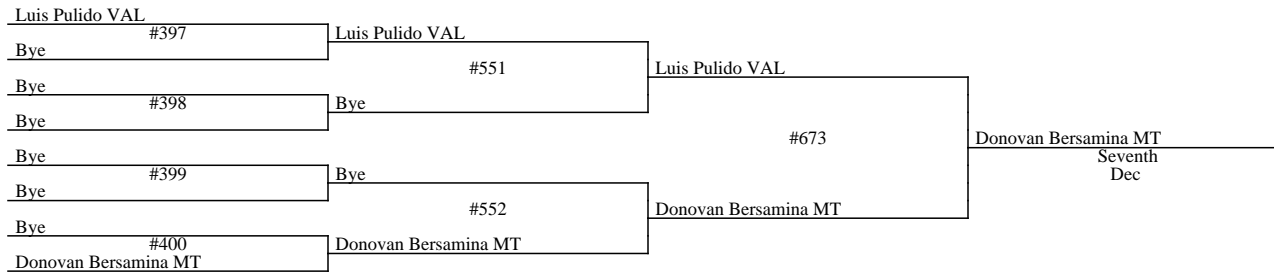 Luis Pulido VAL
#397
Bye
Bye
#398
Bye
Bye
#399
Bye
Bye
#400
Donovan Bersamina MT
Luis Pulido VAL
#551
Bye
Bye
#552
Donovan Bersamina MT
Luis Pulido VAL
#673
Donovan Bersamina MT
Donovan Bersamina MT
Seventh
Dec